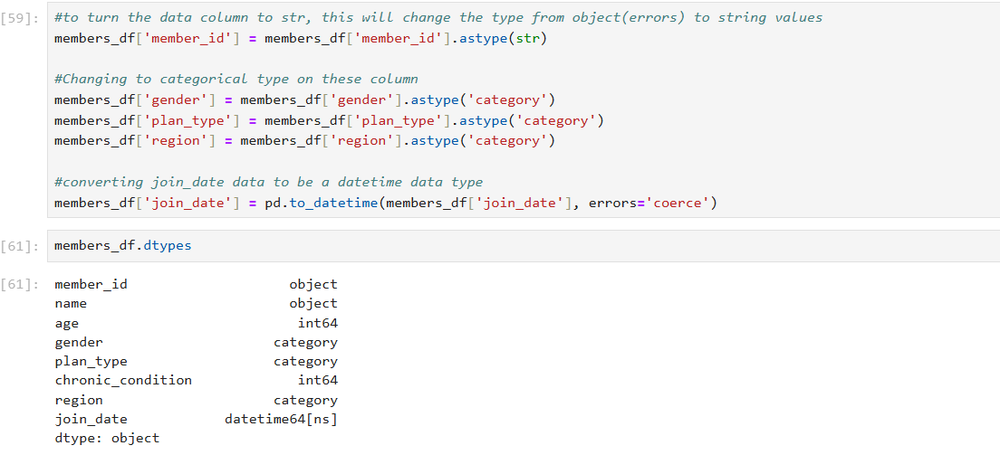 [59]: #to turn the data column to str, this will change the type from object(errors) to string values
members_df['member_id'] = members_df['member_id'].astype(str)
#Changing to categorical type on these column
members_df['gender'] = members_df['gender'].astype('category')
members_df['plan_type'] = members_df['plan_type'].astype('category')
members_df['region'] = members_df['region'].astype('category')
#converting join_date data to be a datetime data type
members_df['join_date'] = pd.to_datetime(members_df['join_date'], errors='coerce')
[61]: members_df.dtypes
[61]: member_id object
name object
age int64
gender category
plan_type category
chronic_condition int64
region category
join_date datetime64[ns]
dtype: object